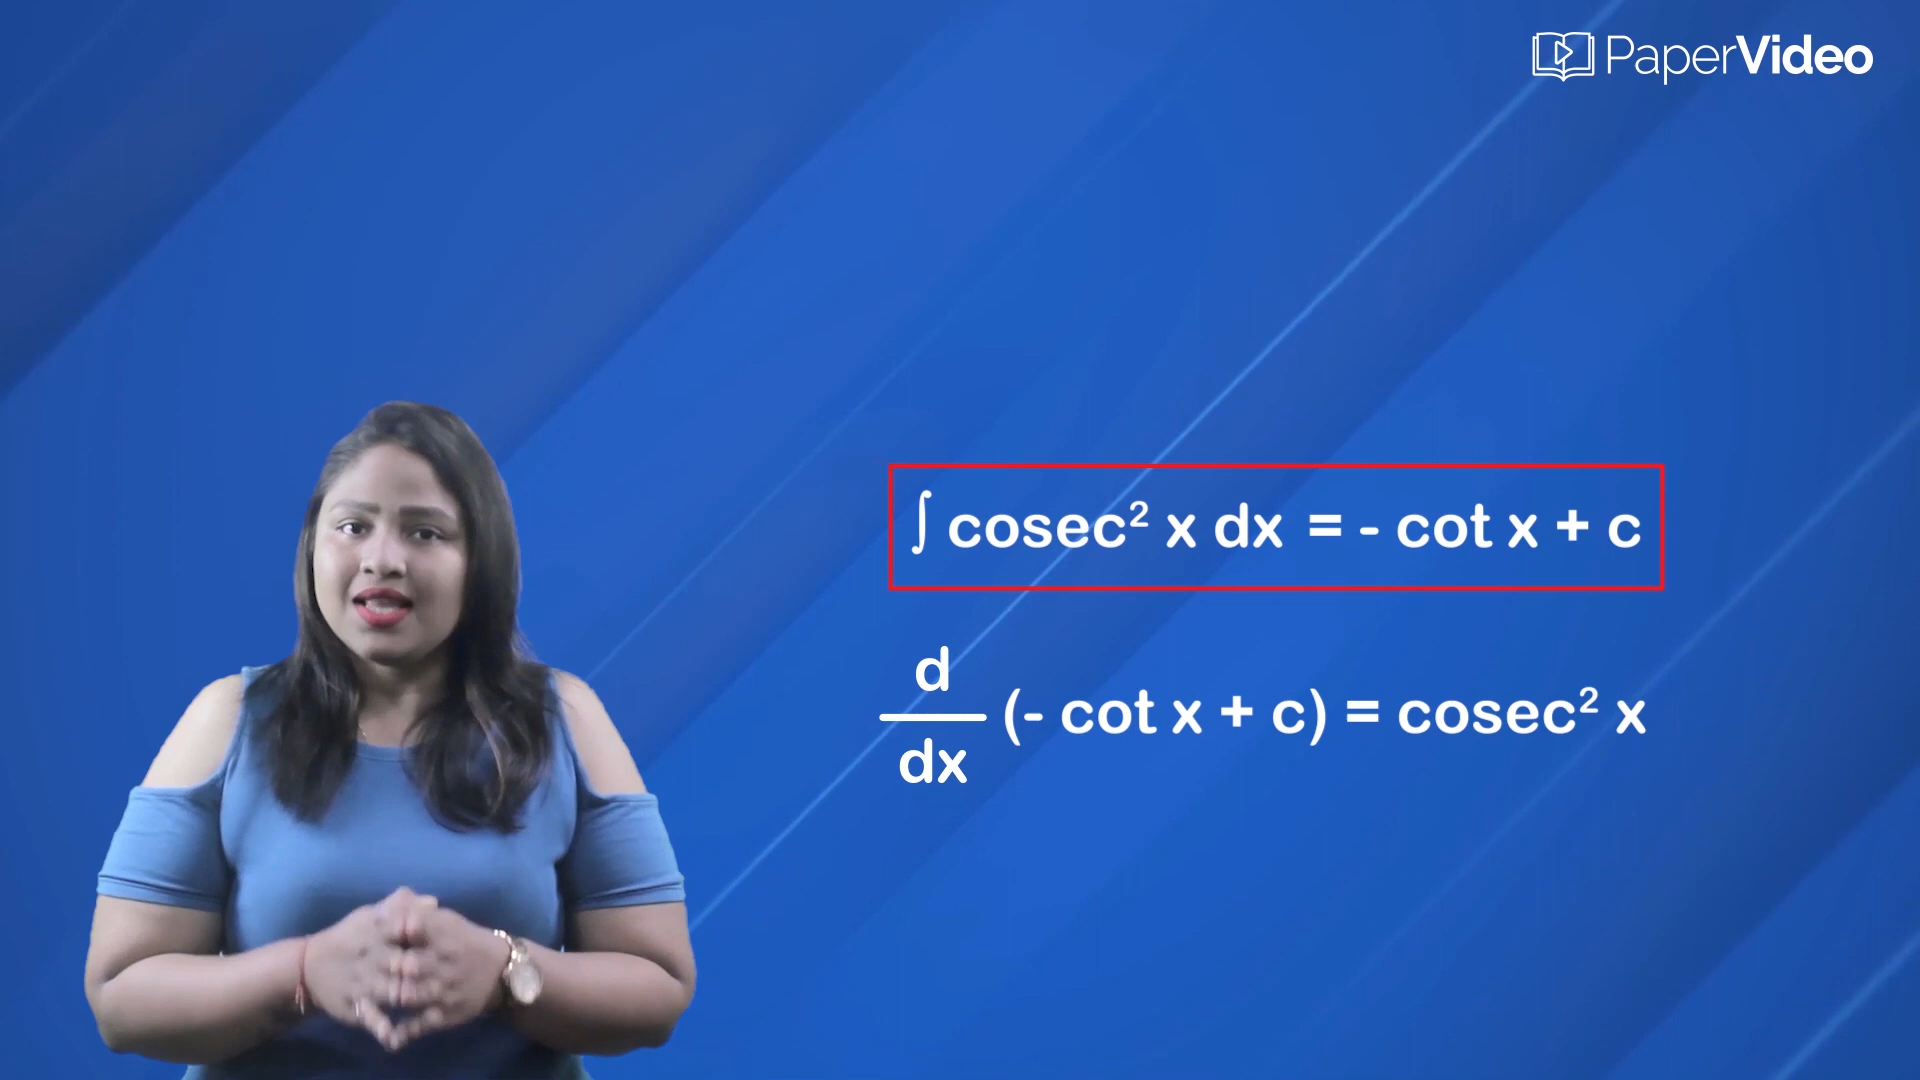 PaperVideo
∫ cosec² x dx = - cot x + c
d
dx
(- cot x + c) = cosec² x